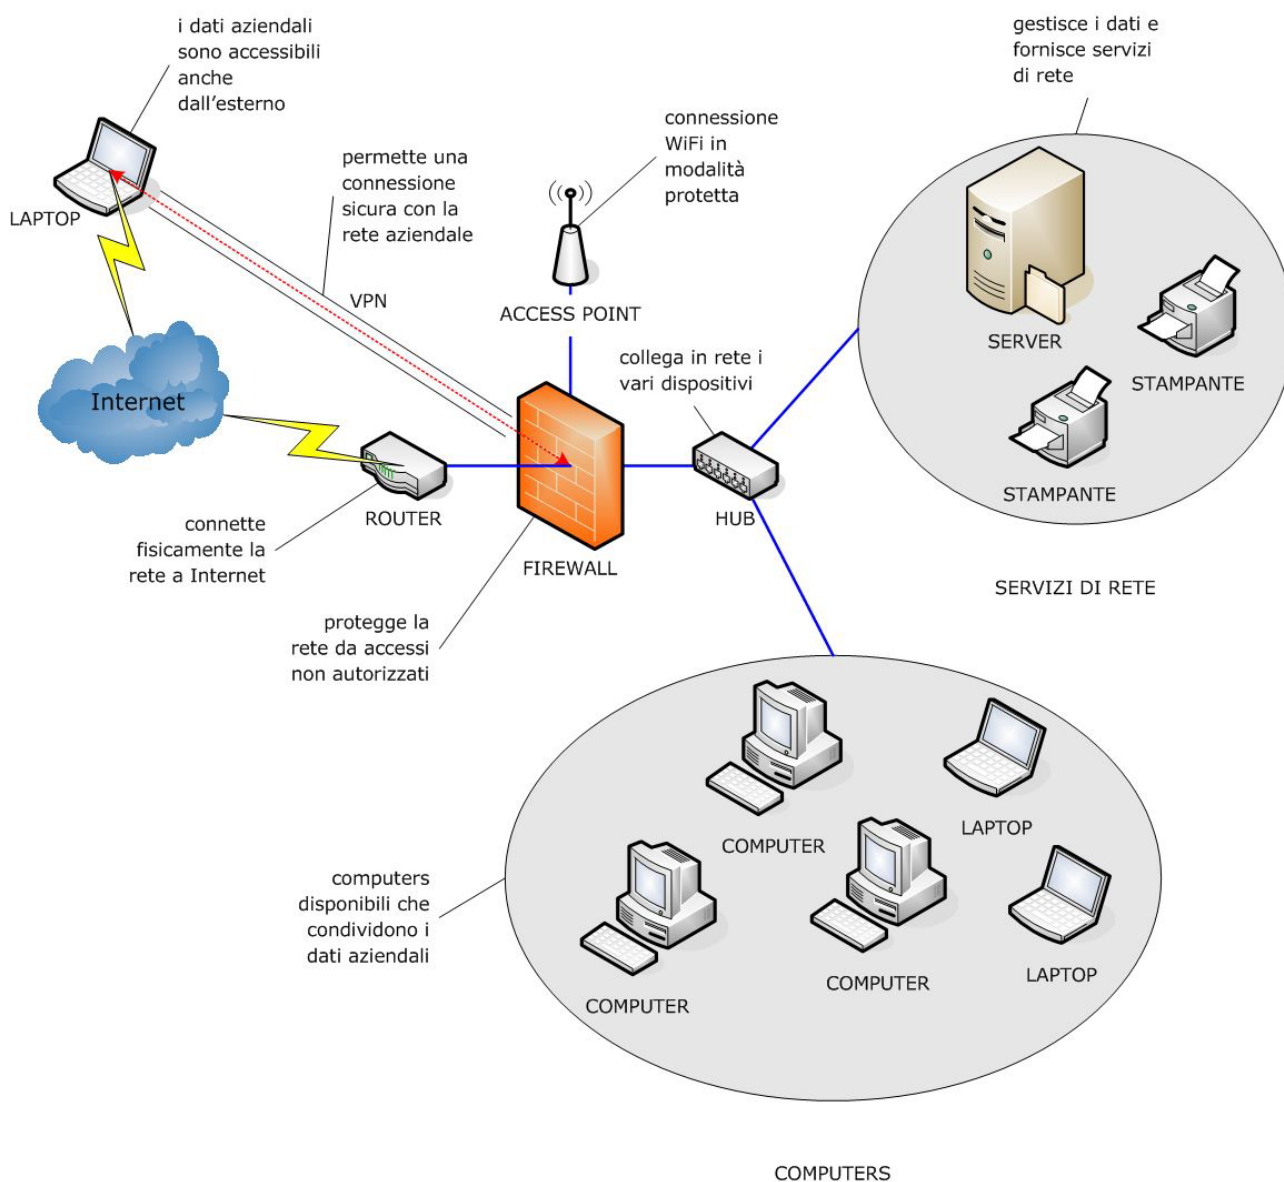 i dati aziendali
sono accessibili
anche
dall'esterno
gestisce i dati e
fornisce servizi
di rete
connessione
WiFi in
modalità
protetta
permette una
connessione
sicura con la
rete aziendale
LAPTOP
VPN
ACCESS POINT
SERVER
STAMPANTE
STAMPANTE
collega in rete i
vari dispositivi
Internet
ROUTER
HUB
FIREWALL
connette
fisicamente la
rete a Internet
SERVIZI DI RETE
protegge la
rete da accessi
non autorizzati
COMPUTER
LAPTOP
computers
disponibili che
condividono i
dati aziendali
COMPUTER
COMPUTER
LAPTOP
COMPUTERS